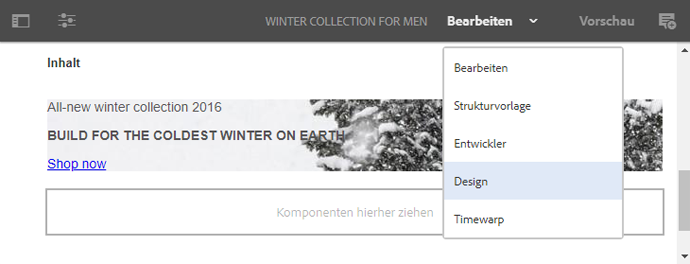 WINTER COLLECTION FOR MEN Bearbeiten Vorschau
Inhalt
Bearbeiten
All-new winter collection 2016
Strukturvorlage
BUILD FOR THE COLDEST WINTER ON EARTH
Entwickler
Shop now
Design
Komponenten hierher ziehen
Timewarp